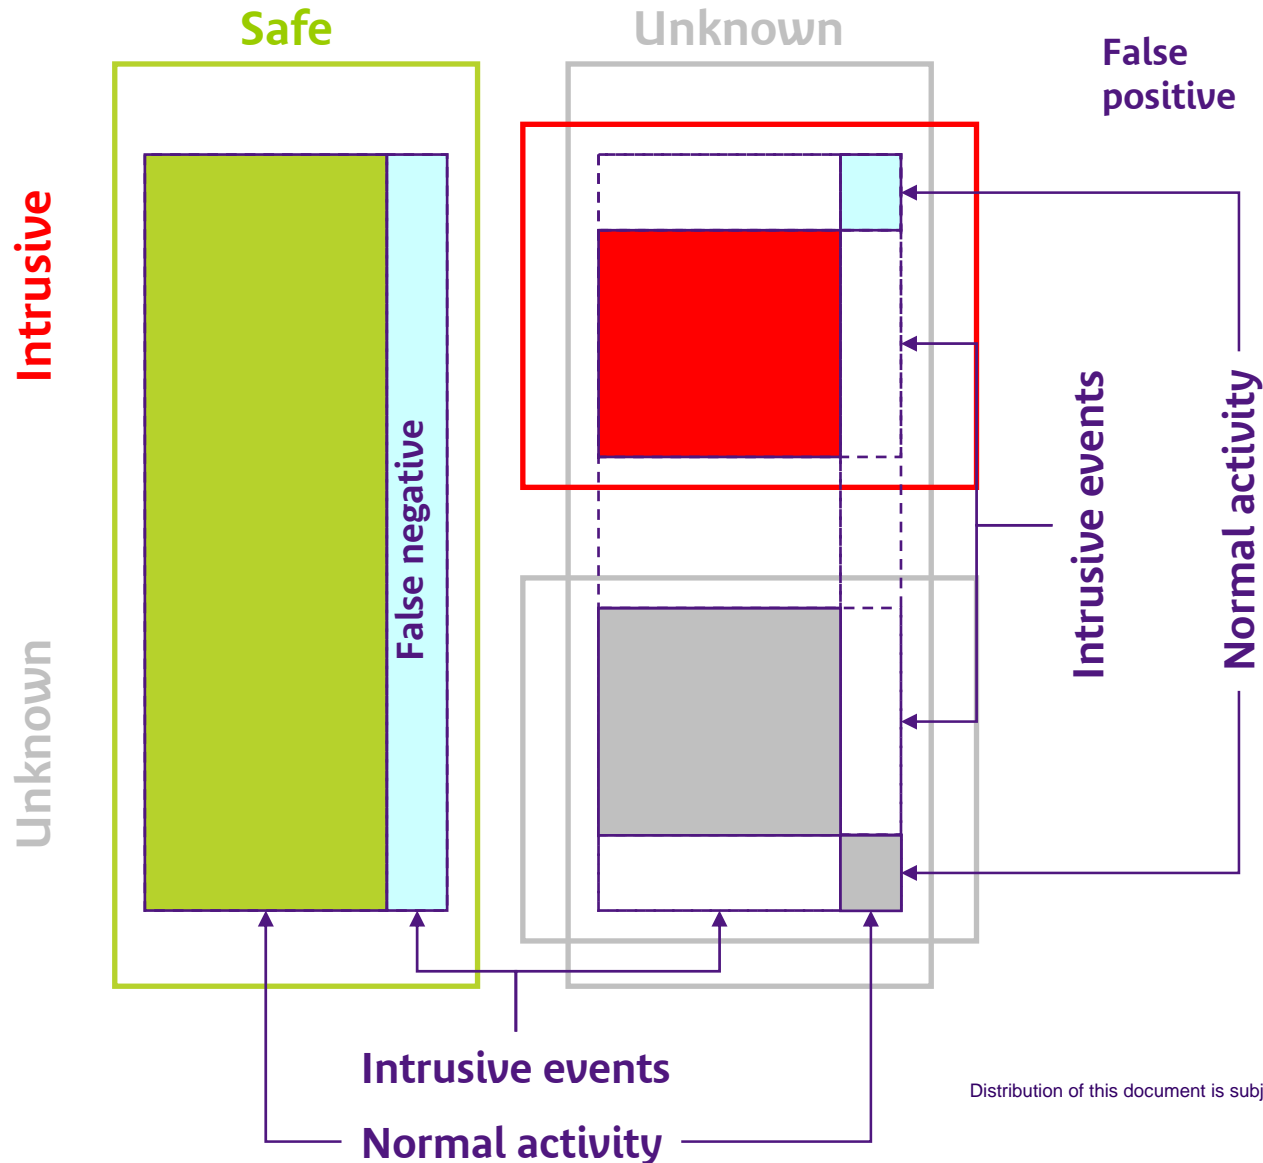 Safe
Unknown
False
positive
Intrusive
Unknown
False negative
Intrusive events
Normal activity
Intrusive events
Normal activity
Distribution of this document is subj